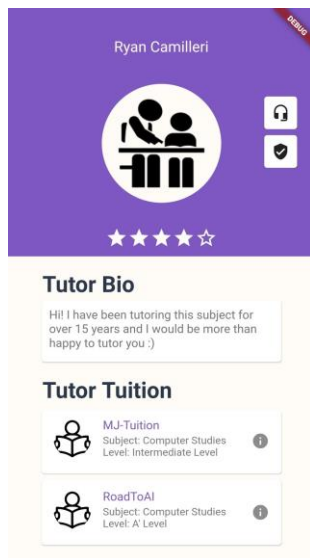 DEBUG
Ryan Camilleri
Tutor Bio
Hi! I have been tutoring this subject for
over 15 years and I would be more than
happy to tutor you :)
Tutor Tuition
MJ-Tuition
Subject: Computer Studies
Level: Intermediate Level
RoadToAI
Subject: Computer Studies
Level: A' Level